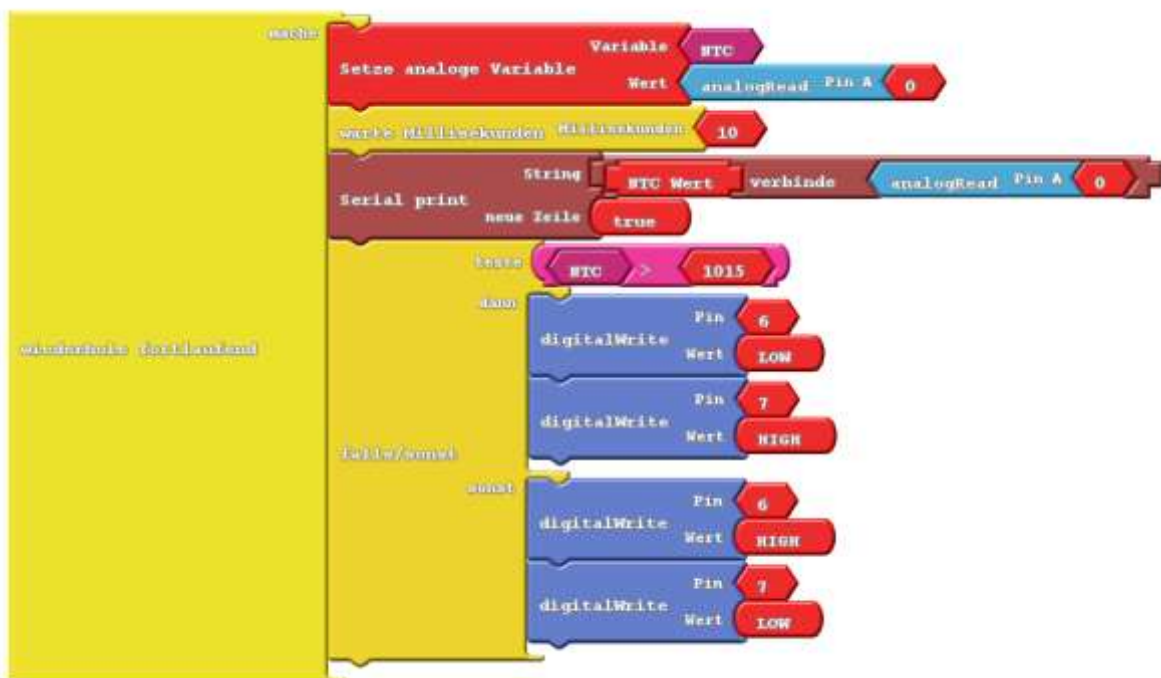 mache
Variable NTC
Setze analoge Variable
Wert analogRead Pin A 0
warte Millisekunden Millisekunden 10
String NTC Wert verbinde analogRead Pin A 0
Serial print
neue Zeile true
teste NTC > 1015
dann
Pin 6
digitalWrite
Wert LOW
wiederhole fortlaufend
Pin 7
digitalWrite
Wert HIGH
falls/sonst
sonst
Pin 6
digitalWrite
Wert HIGH
Pin 7
digitalWrite
Wert LOW